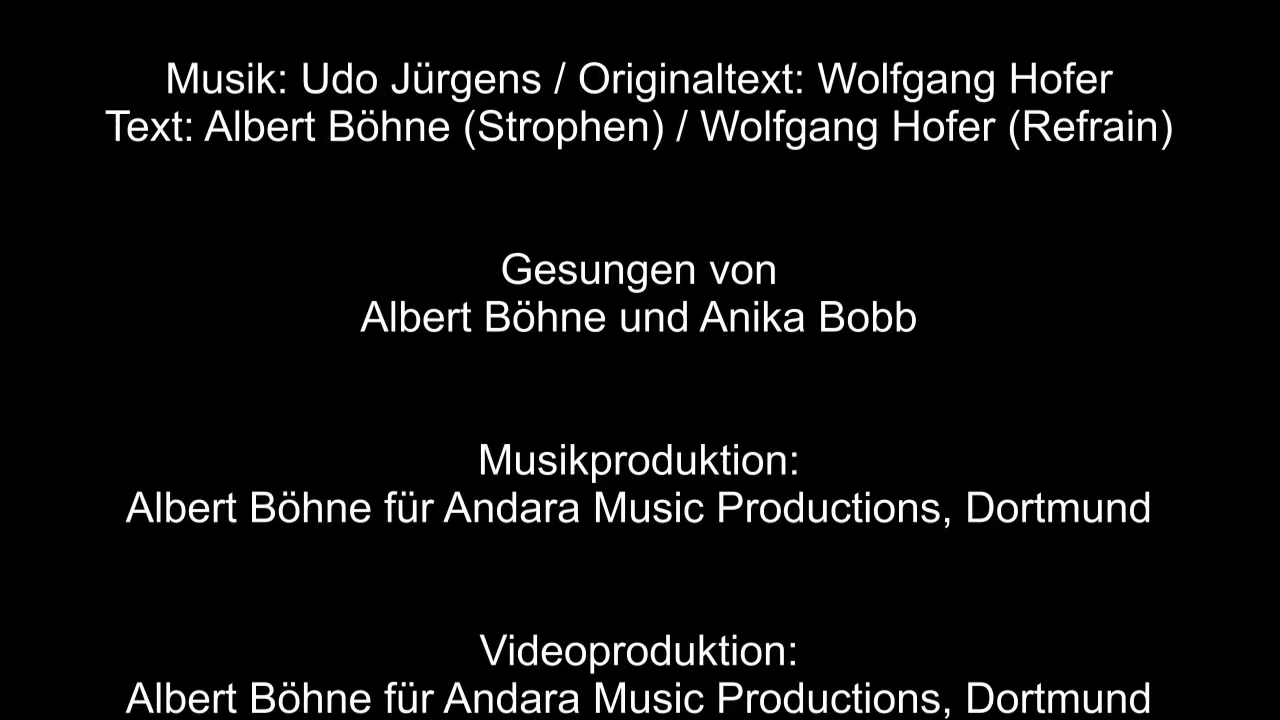 Musik: Udo Jürgens / Originaltext: Wolfgang Hofer
Text: Albert Böhne (Strophen) / Wolfgang Hofer (Refrain)
Gesungen von
Albert Böhne und Anika Bobb
Musikproduktion:
Albert Böhne für Andara Music Productions, Dortmund
Videoproduktion:
Albert Böhne für Andara Music Productions, Dortmund